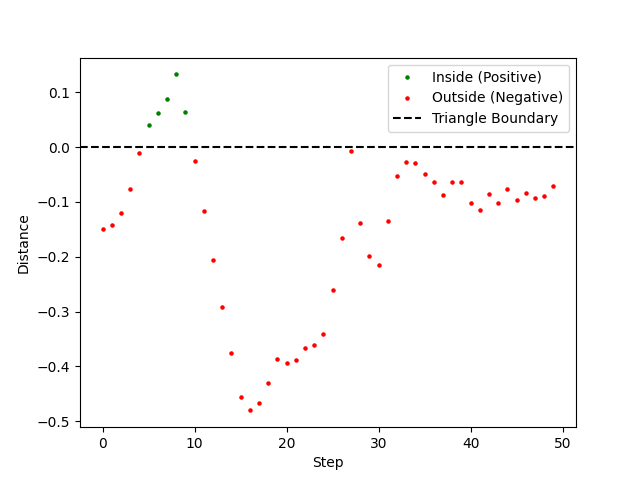 Inside (Positive)
Outside (Negative)
Triangle Boundary
Distance
0.1
0.0
−0.1
−0.2
−0.3
−0.4
−0.5
0
10
20
30
40
50
Step